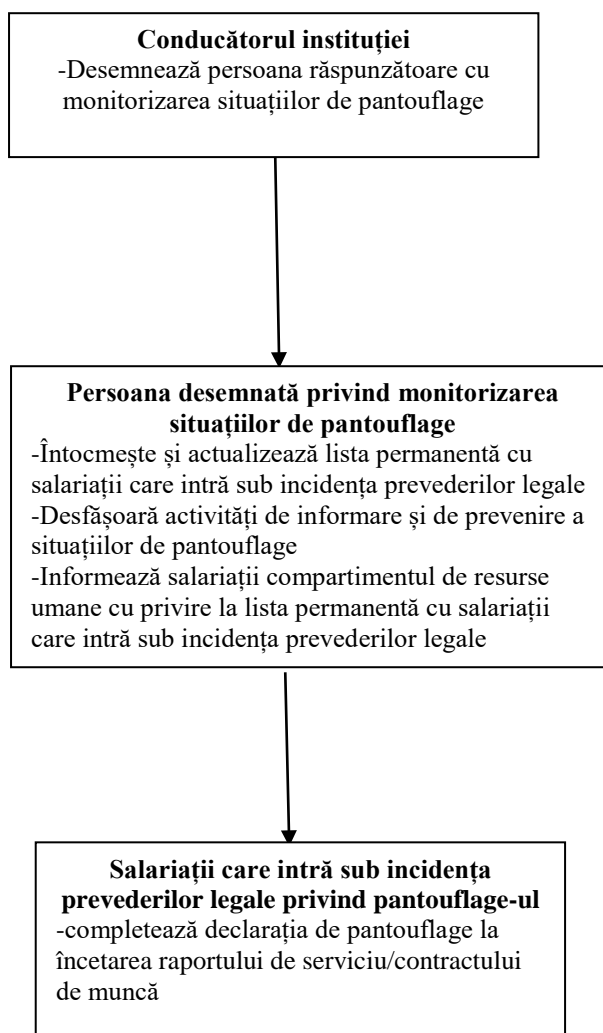 Conducătorul instituției
-Desemnează persoana răspunzătoare cu
monitorizarea situațiilor de pantouflage
Persoana desemnată privind monitorizarea
situațiilor de pantouflage
-Întocmește și actualizează lista permanentă cu
salariații care intră sub incidența prevederilor legale
-Desfășoară activități de informare și de prevenire a
situațiilor de pantouflage
-Informează salariații compartimentul de resurse
umane cu privire la lista permanentă cu salariații
care intră sub incidența prevederilor legale
Salariații care intră sub incidența
prevederilor legale privind pantouflage-ul
-completează declarația de pantouflage la
încetarea raportului de serviciu/contractului
de muncă